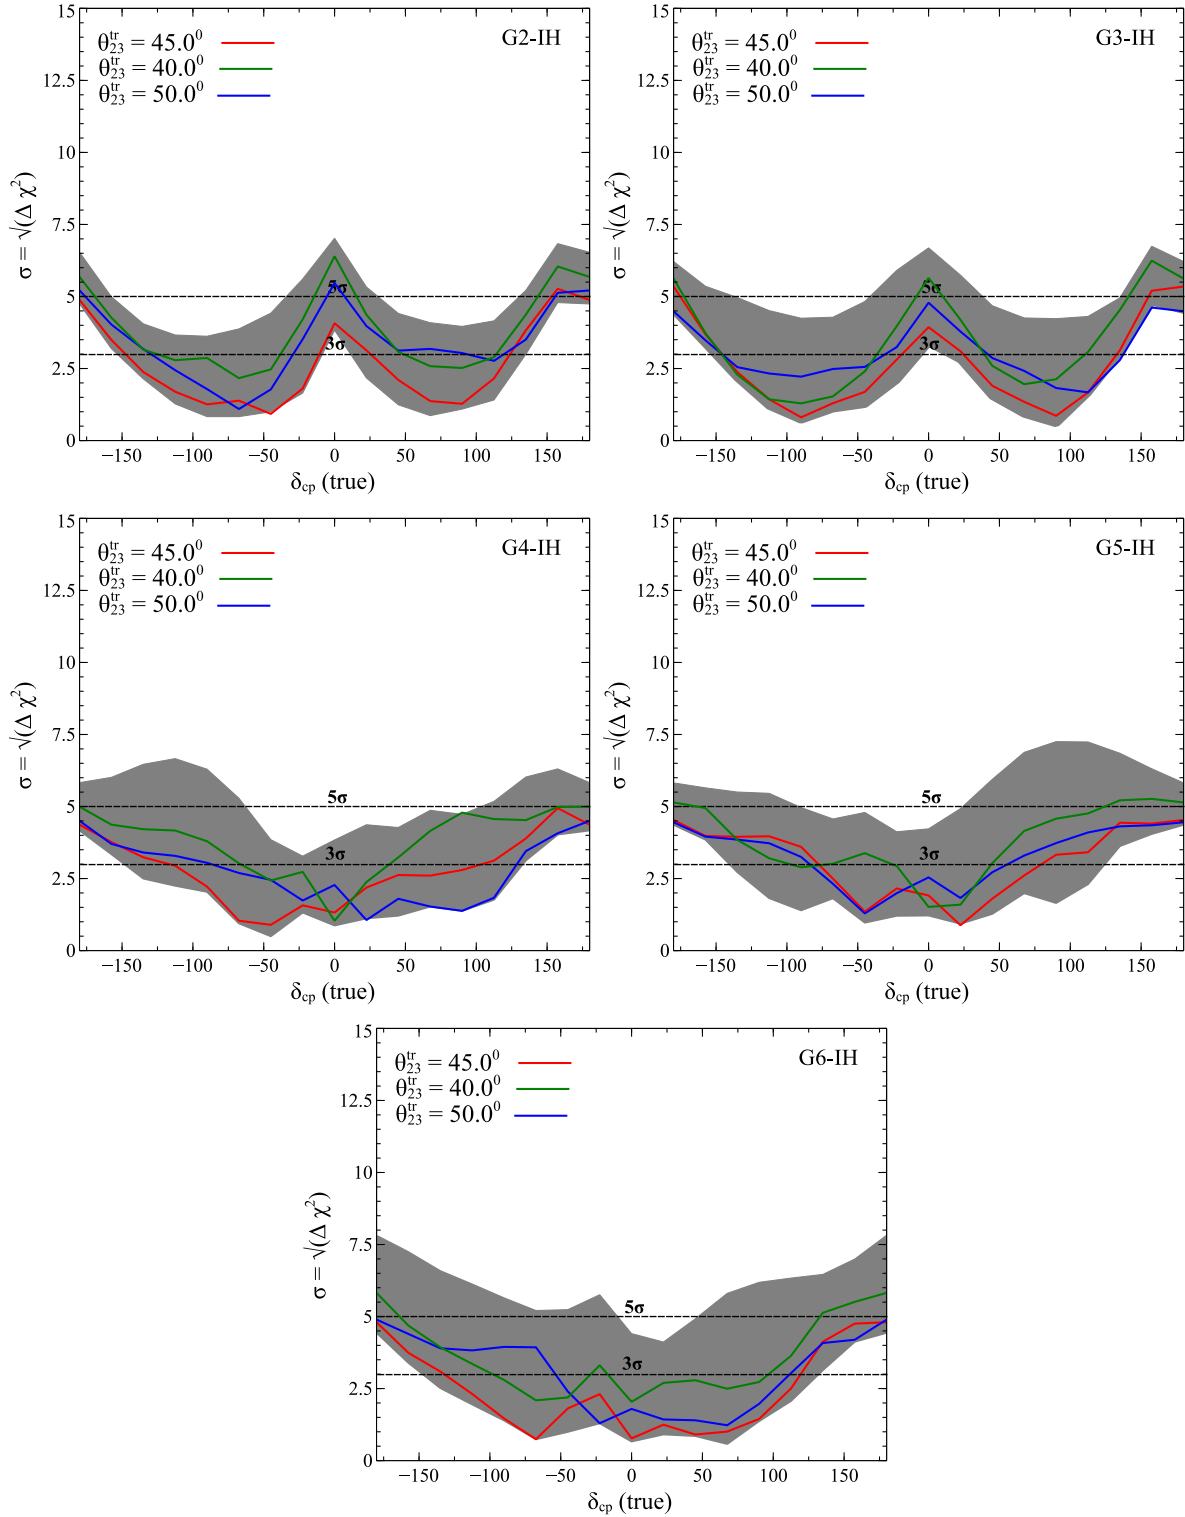 G2-IH
θ₂₃ᵗʳ = 45.0⁰
θ₂₃ᵗʳ = 40.0⁰
θ₂₃ᵗʳ = 50.0⁰
15
12.5
10
7.5
5
2.5
0
5σ
3σ
σ = √(Δ χ²)
−150 −100 −50 0 50 100 150
δcp (true)
G3-IH
θ₂₃ᵗʳ = 45.0⁰
θ₂₃ᵗʳ = 40.0⁰
θ₂₃ᵗʳ = 50.0⁰
15
12.5
10
7.5
5
2.5
0
5σ
3σ
σ = √(Δ χ²)
−150 −100 −50 0 50 100 150
δcp (true)
G4-IH
θ₂₃ᵗʳ = 45.0⁰
θ₂₃ᵗʳ = 40.0⁰
θ₂₃ᵗʳ = 50.0⁰
15
12.5
10
7.5
5
2.5
0
5σ
3σ
σ = √(Δ χ²)
−150 −100 −50 0 50 100 150
δcp (true)
G5-IH
θ₂₃ᵗʳ = 45.0⁰
θ₂₃ᵗʳ = 40.0⁰
θ₂₃ᵗʳ = 50.0⁰
15
12.5
10
7.5
5
2.5
0
5σ
3σ
σ = √(Δ χ²)
−150 −100 −50 0 50 100 150
δcp (true)
G6-IH
θ₂₃ᵗʳ = 45.0⁰
θ₂₃ᵗʳ = 40.0⁰
θ₂₃ᵗʳ = 50.0⁰
15
12.5
10
7.5
5
2.5
0
5σ
3σ
σ = √(Δ χ²)
−150 −100 −50 0 50 100 150
δcp (true)